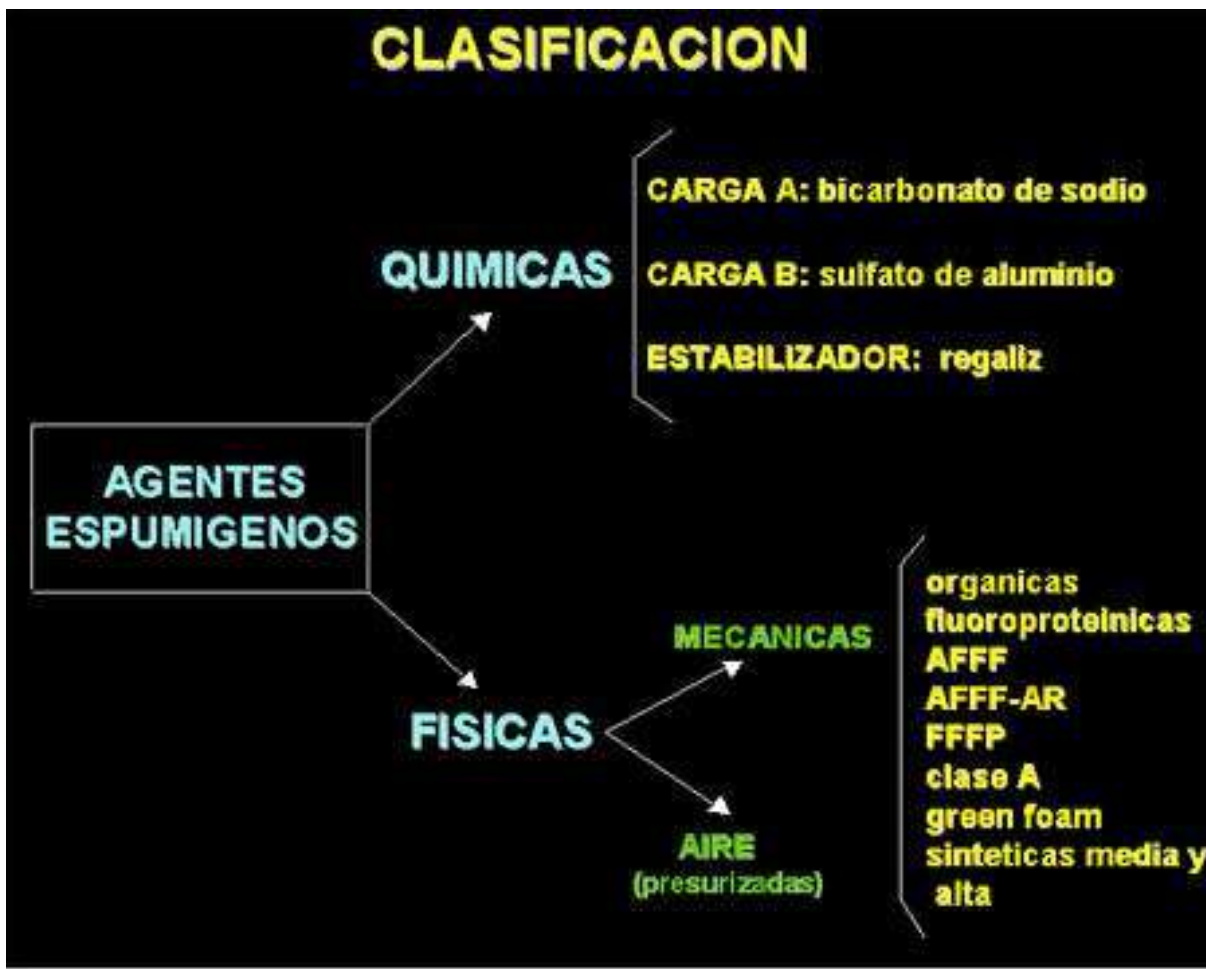 CLASIFICACION
QUIMICAS
CARGA A: bicarbonato de sodio
CARGA B: sulfato de aluminio
ESTABILIZADOR: regaliz
AGENTES
ESPUMIGENOS
FISICAS
MECANICAS
AIRE
(presurizadas)
organicas
fluoroproteinicas
AFFF
AFFF-AR
FFFP
clase A
green foam
sinteticas media y
alta